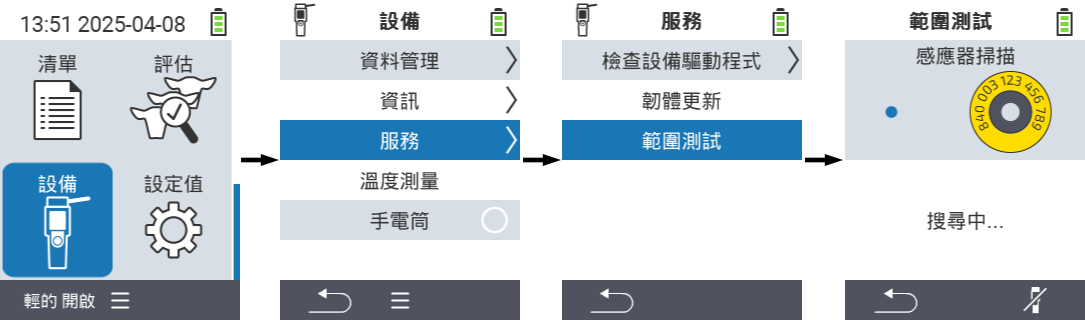 13:51 2025-04-08
清單
評估
設備
設定值
輕的 開啟
設備
資料管理
資訊
服務
溫度測量
手電筒
服務
檢查設備驅動程式
韌體更新
範圍測試
範圍測試
感應器掃描
840 003 123 456 789
搜尋中...